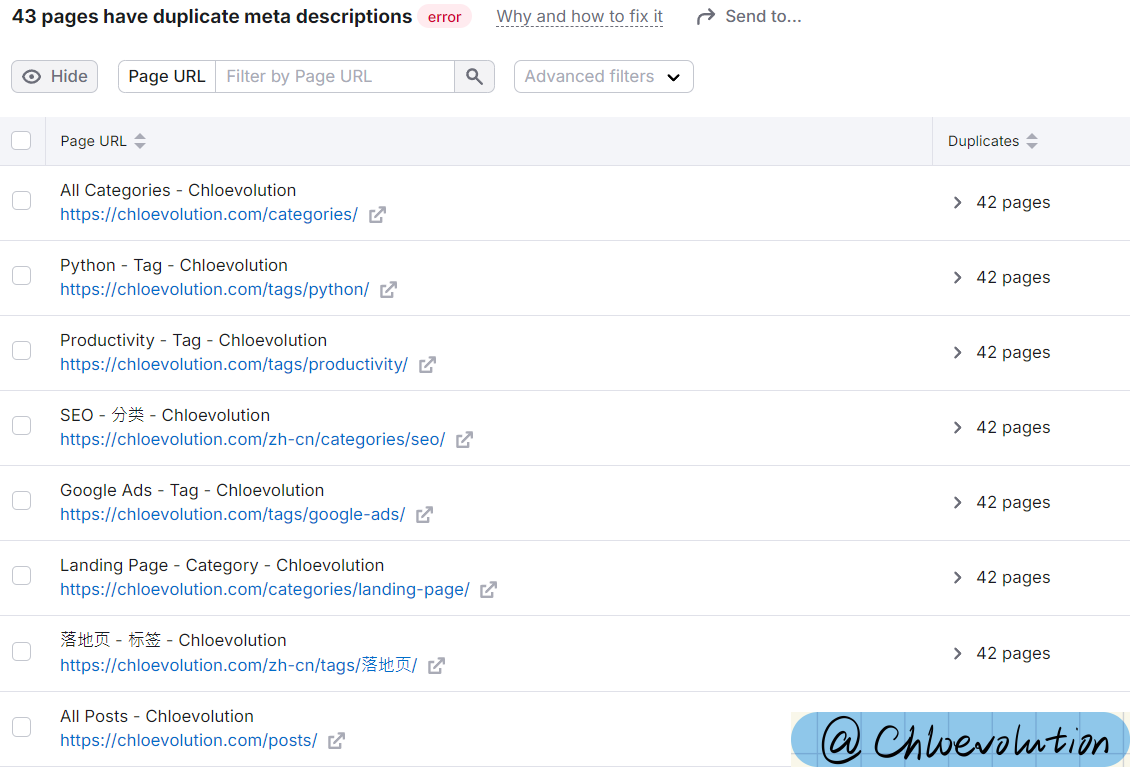 43 pages have duplicate meta descriptions error Why and how to fix it Send to...
Hide Page URL Filter by Page URL Advanced filters
Page URL Duplicates
All Categories - Chloevolution
https://chloevolution.com/categories/ 42 pages
Python - Tag - Chloevolution
https://chloevolution.com/tags/python/ 42 pages
Productivity - Tag - Chloevolution
https://chloevolution.com/tags/productivity/ 42 pages
SEO - 分类 - Chloevolution
https://chloevolution.com/zh-cn/categories/seo/ 42 pages
Google Ads - Tag - Chloevolution
https://chloevolution.com/tags/google-ads/ 42 pages
Landing Page - Category - Chloevolution
https://chloevolution.com/categories/landing-page/ 42 pages
落地页 - 标签 - Chloevolution
https://chloevolution.com/zh-cn/tags/落地页/ 42 pages
All Posts - Chloevolution
https://chloevolution.com/posts/
@ Chloevolution